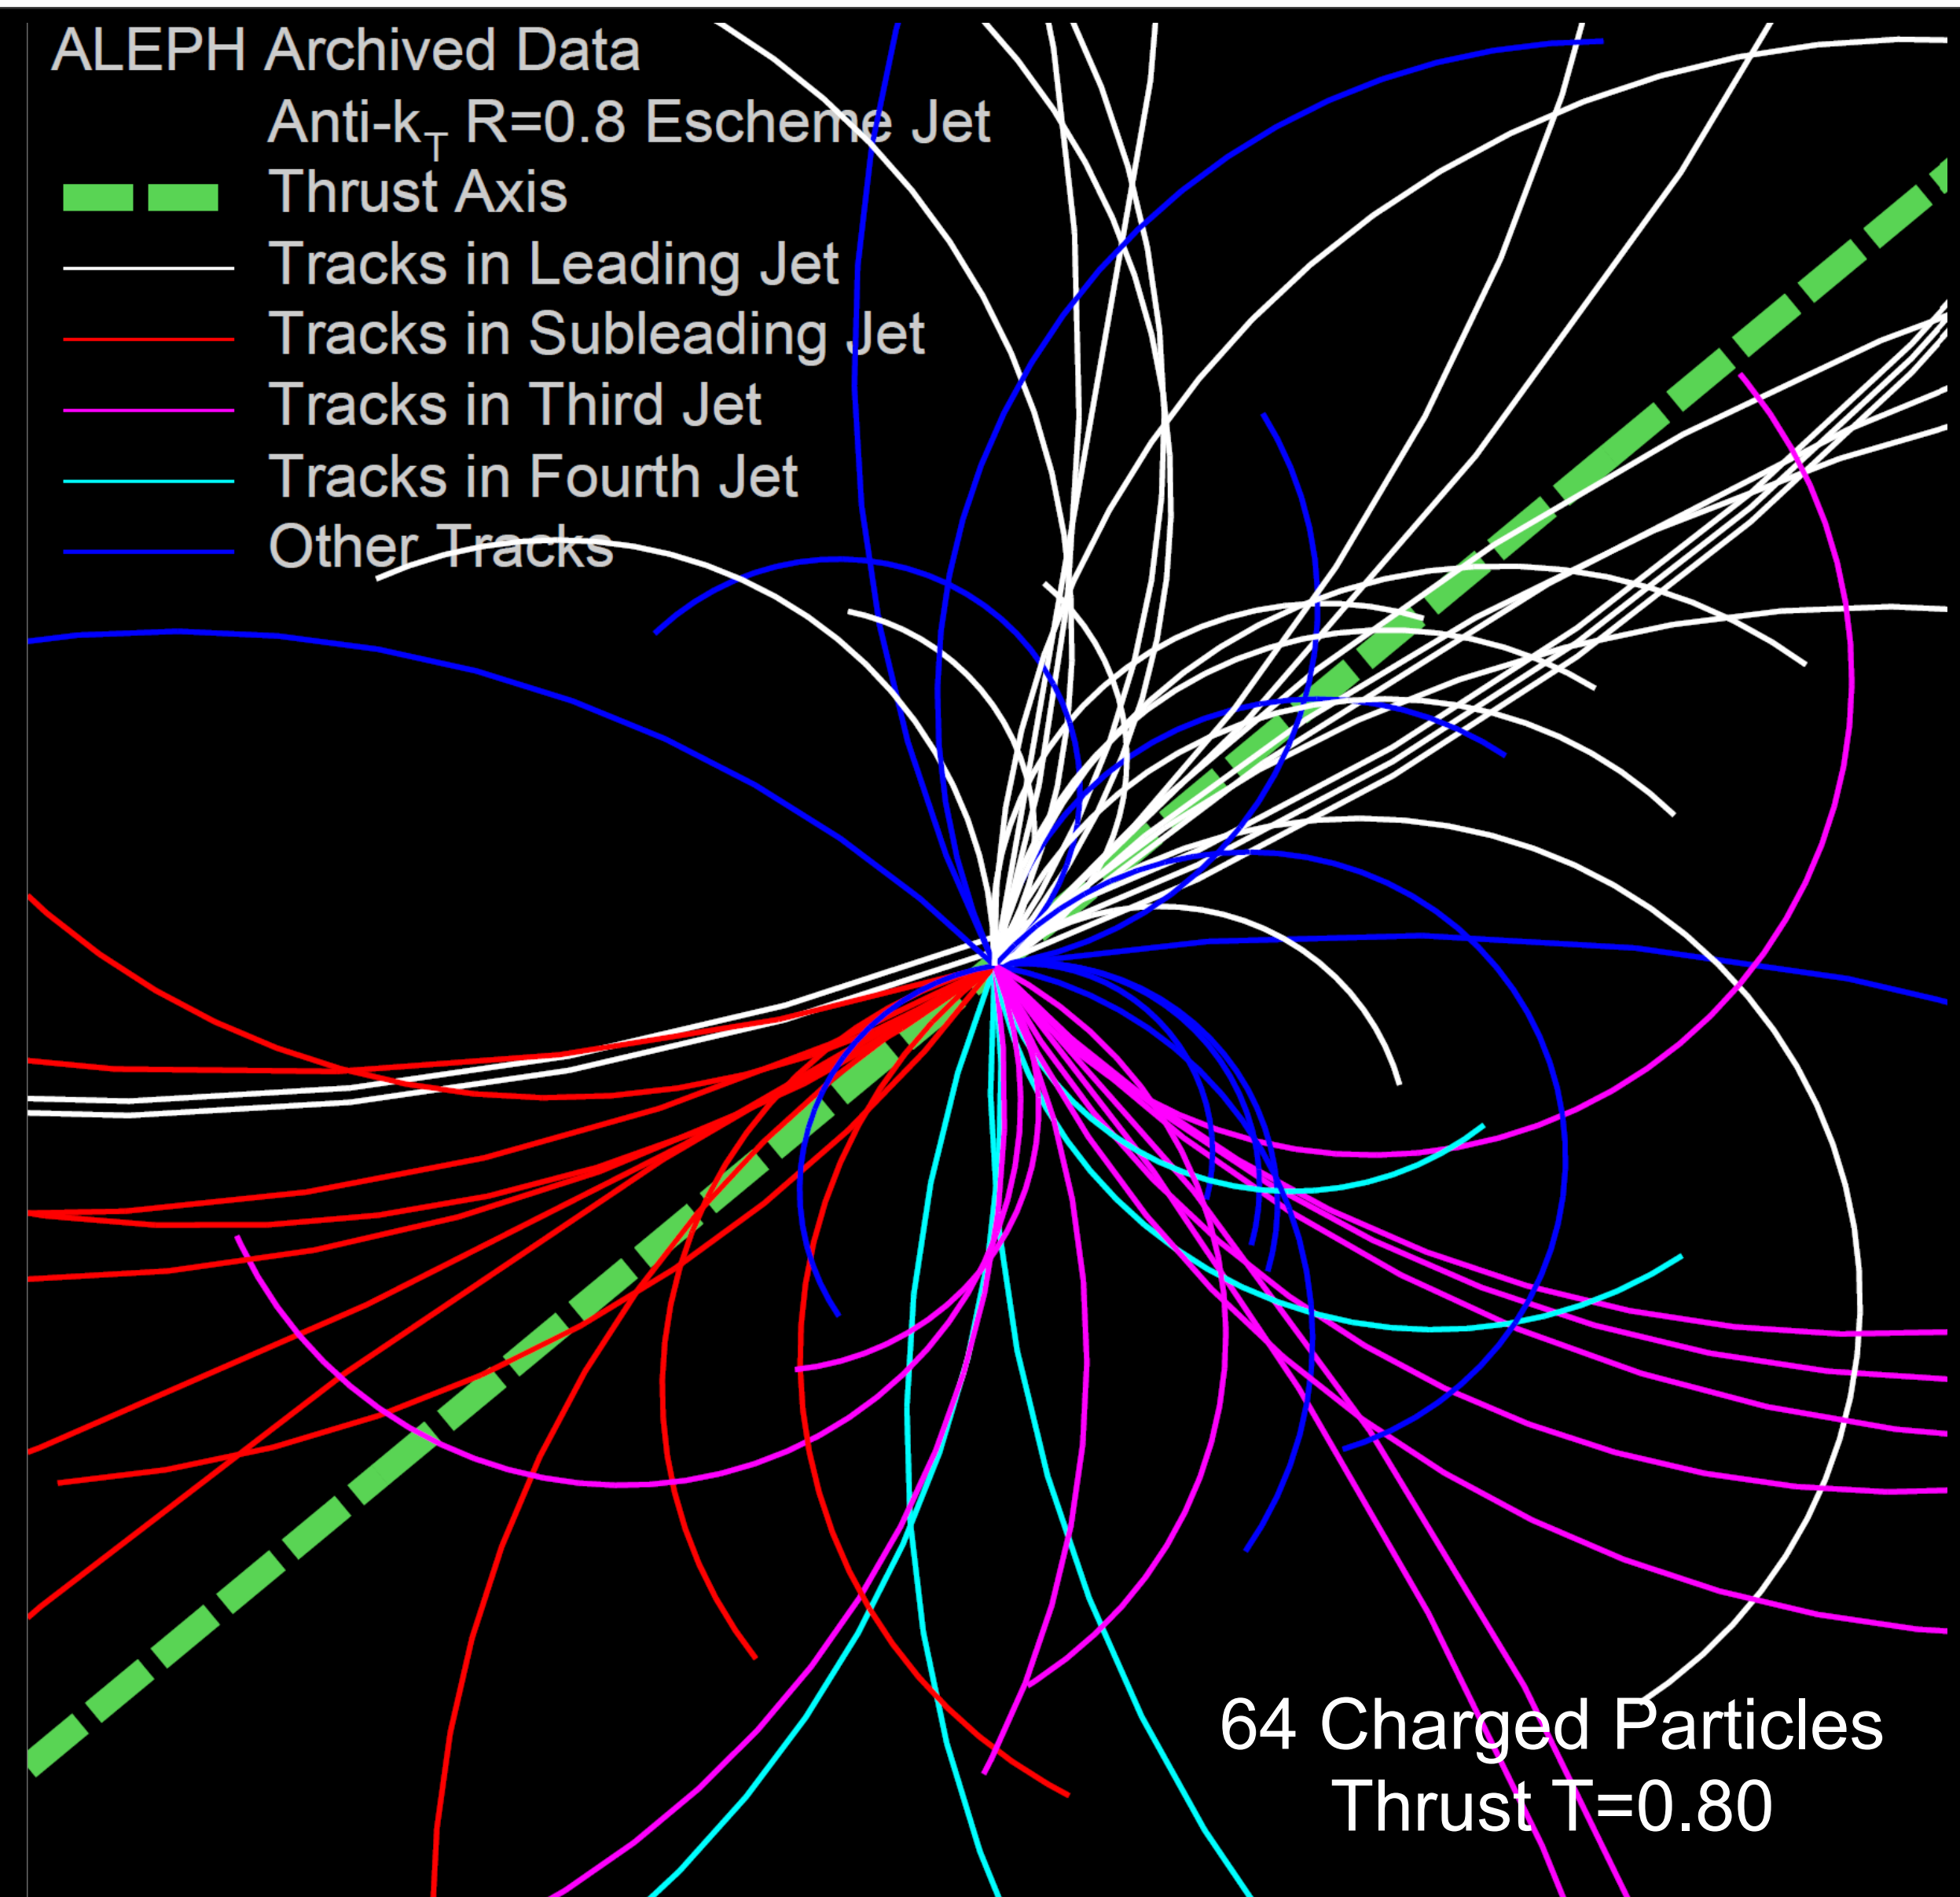 ALEPH Archived Data
Anti-k_T R=0.8 Escheme Jet
Thrust Axis
Tracks in Leading Jet
Tracks in Subleading Jet
Tracks in Third Jet
Tracks in Fourth Jet
Other Tracks
64 Charged Particles
Thrust T=0.80